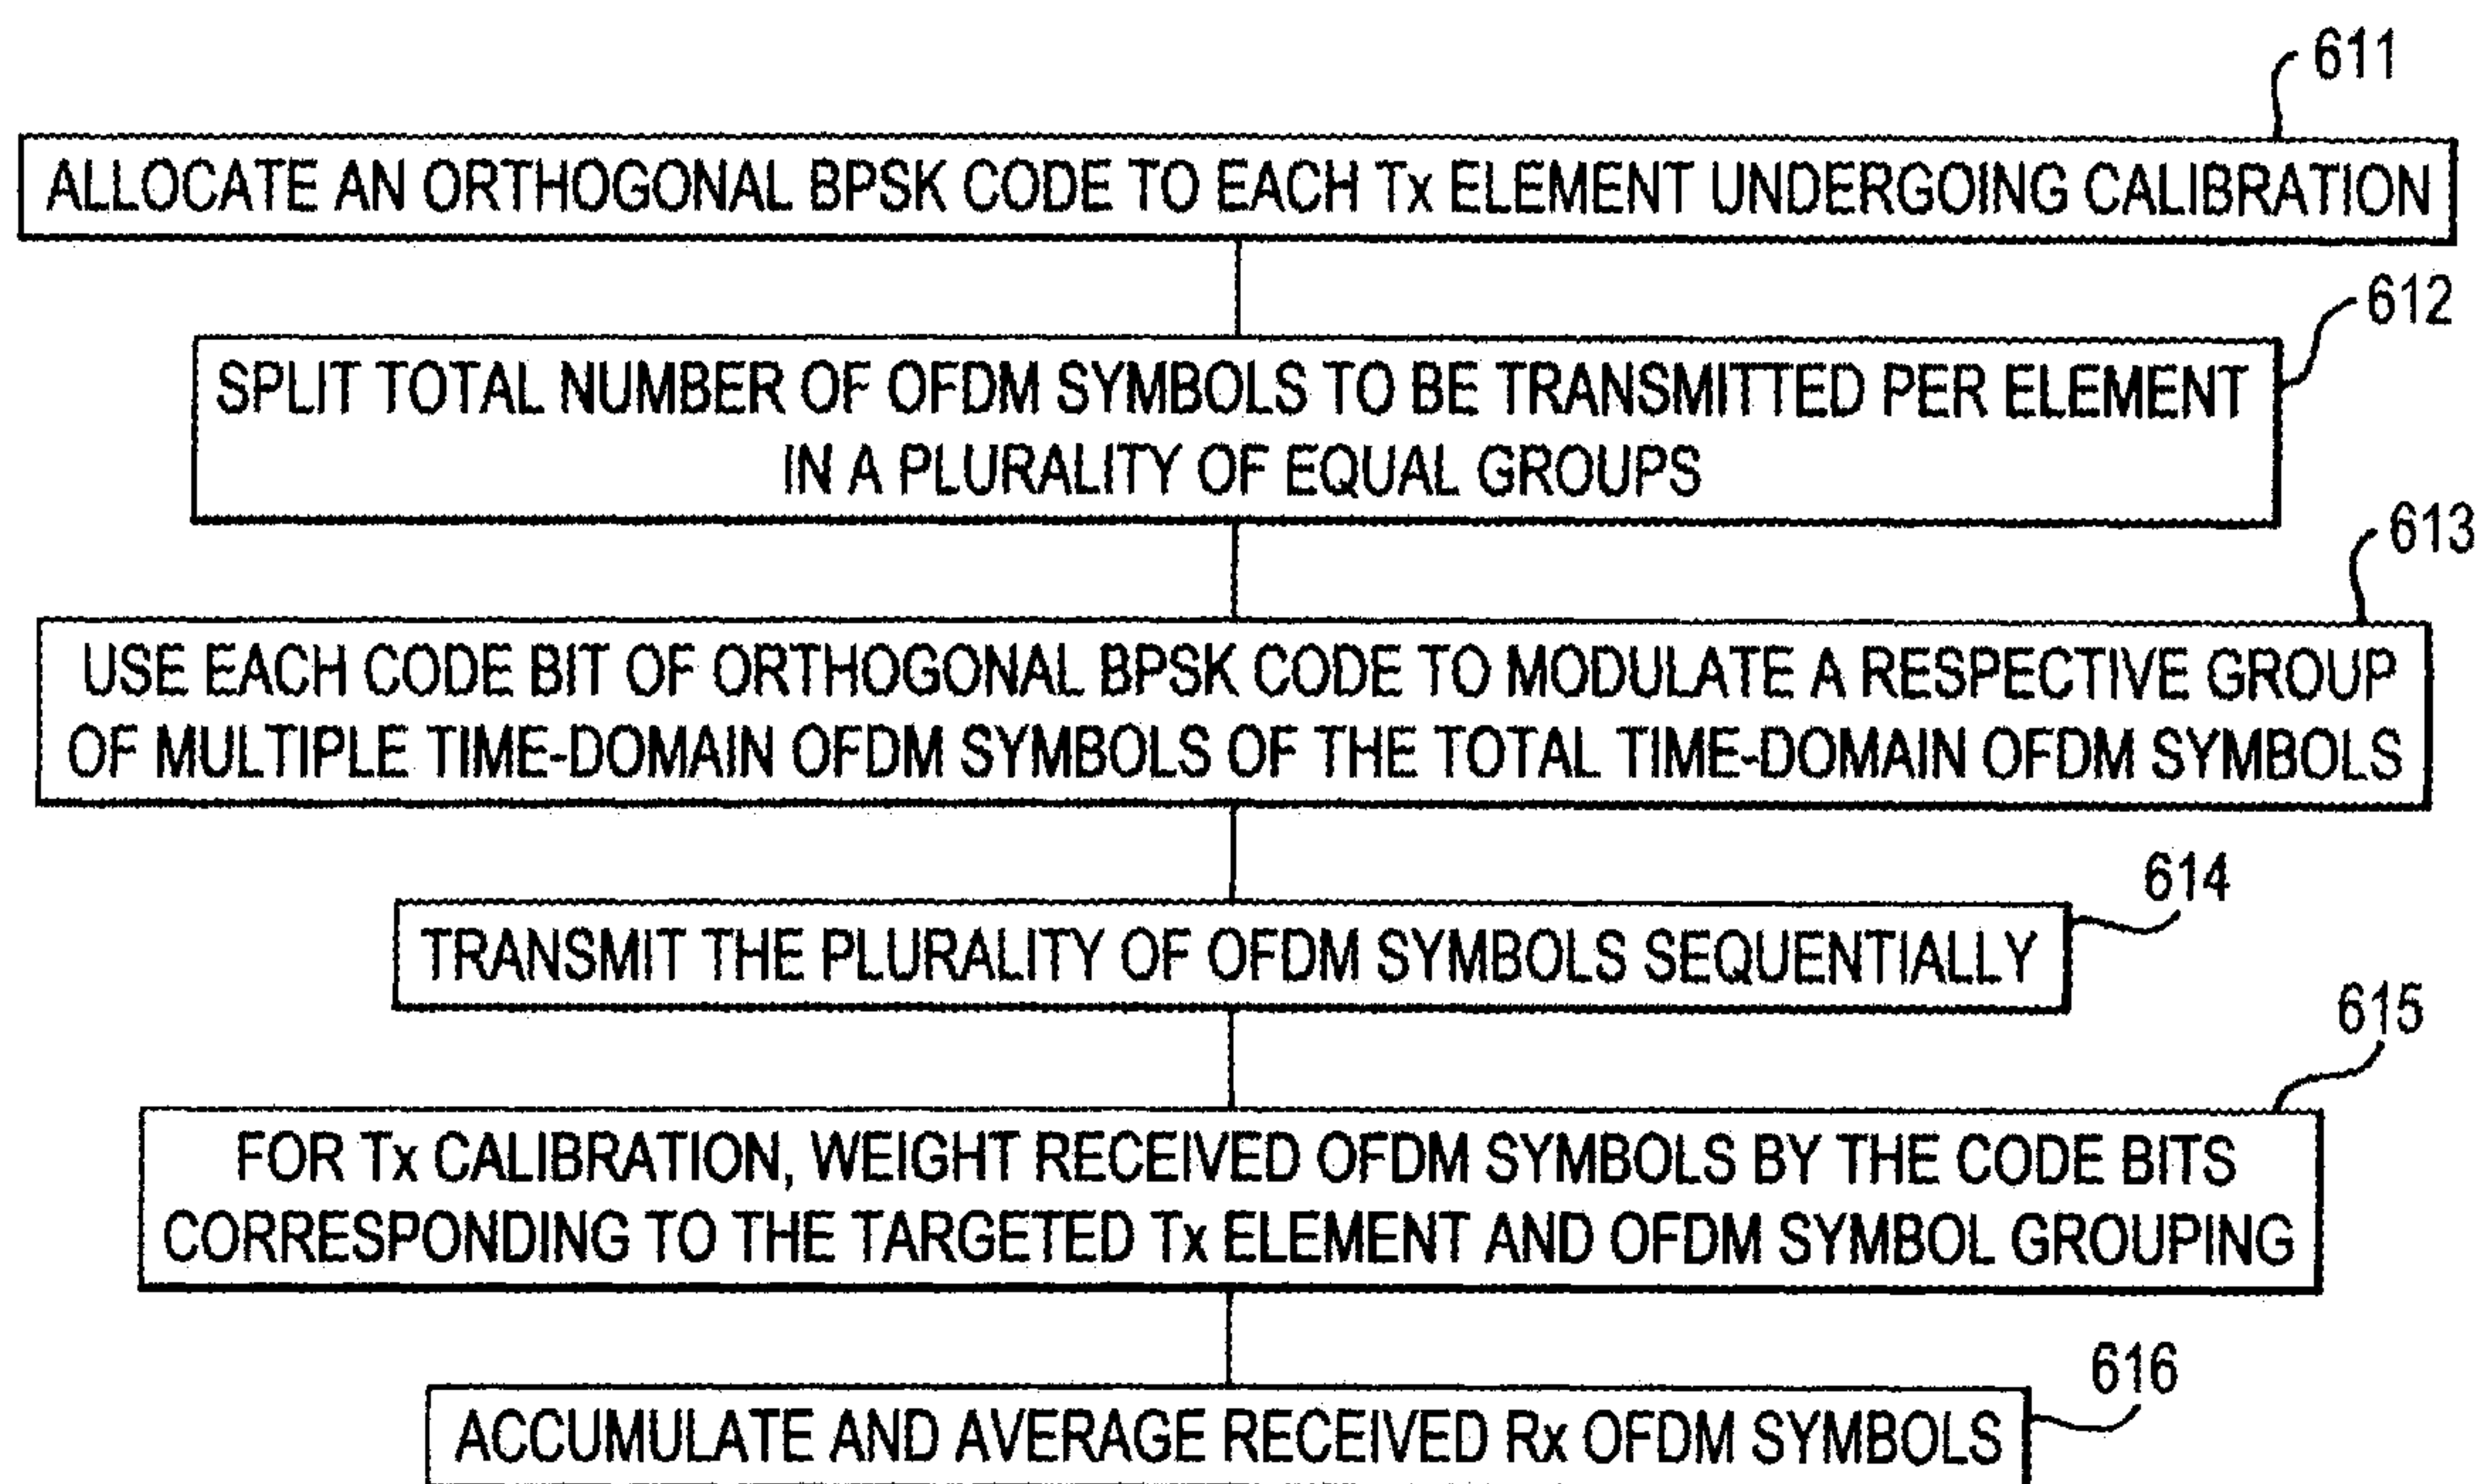 611
ALLOCATE AN ORTHOGONAL BPSK CODE TO EACH Tx ELEMENT UNDERGOING CALIBRATION
612
SPLIT TOTAL NUMBER OF OFDM SYMBOLS TO BE TRANSMITTED PER ELEMENT
IN A PLURALITY OF EQUAL GROUPS
613
USE EACH CODE BIT OF ORTHOGONAL BPSK CODE TO MODULATE A RESPECTIVE GROUP
OF MULTIPLE TIME-DOMAIN OFDM SYMBOLS OF THE TOTAL TIME-DOMAIN OFDM SYMBOLS
614
TRANSMIT THE PLURALITY OF OFDM SYMBOLS SEQUENTIALLY
615
FOR Tx CALIBRATION, WEIGHT RECEIVED OFDM SYMBOLS BY THE CODE BITS
CORRESPONDING TO THE TARGETED Tx ELEMENT AND OFDM SYMBOL GROUPING
616
ACCUMULATE AND AVERAGE RECEIVED Rx OFDM SYMBOLS